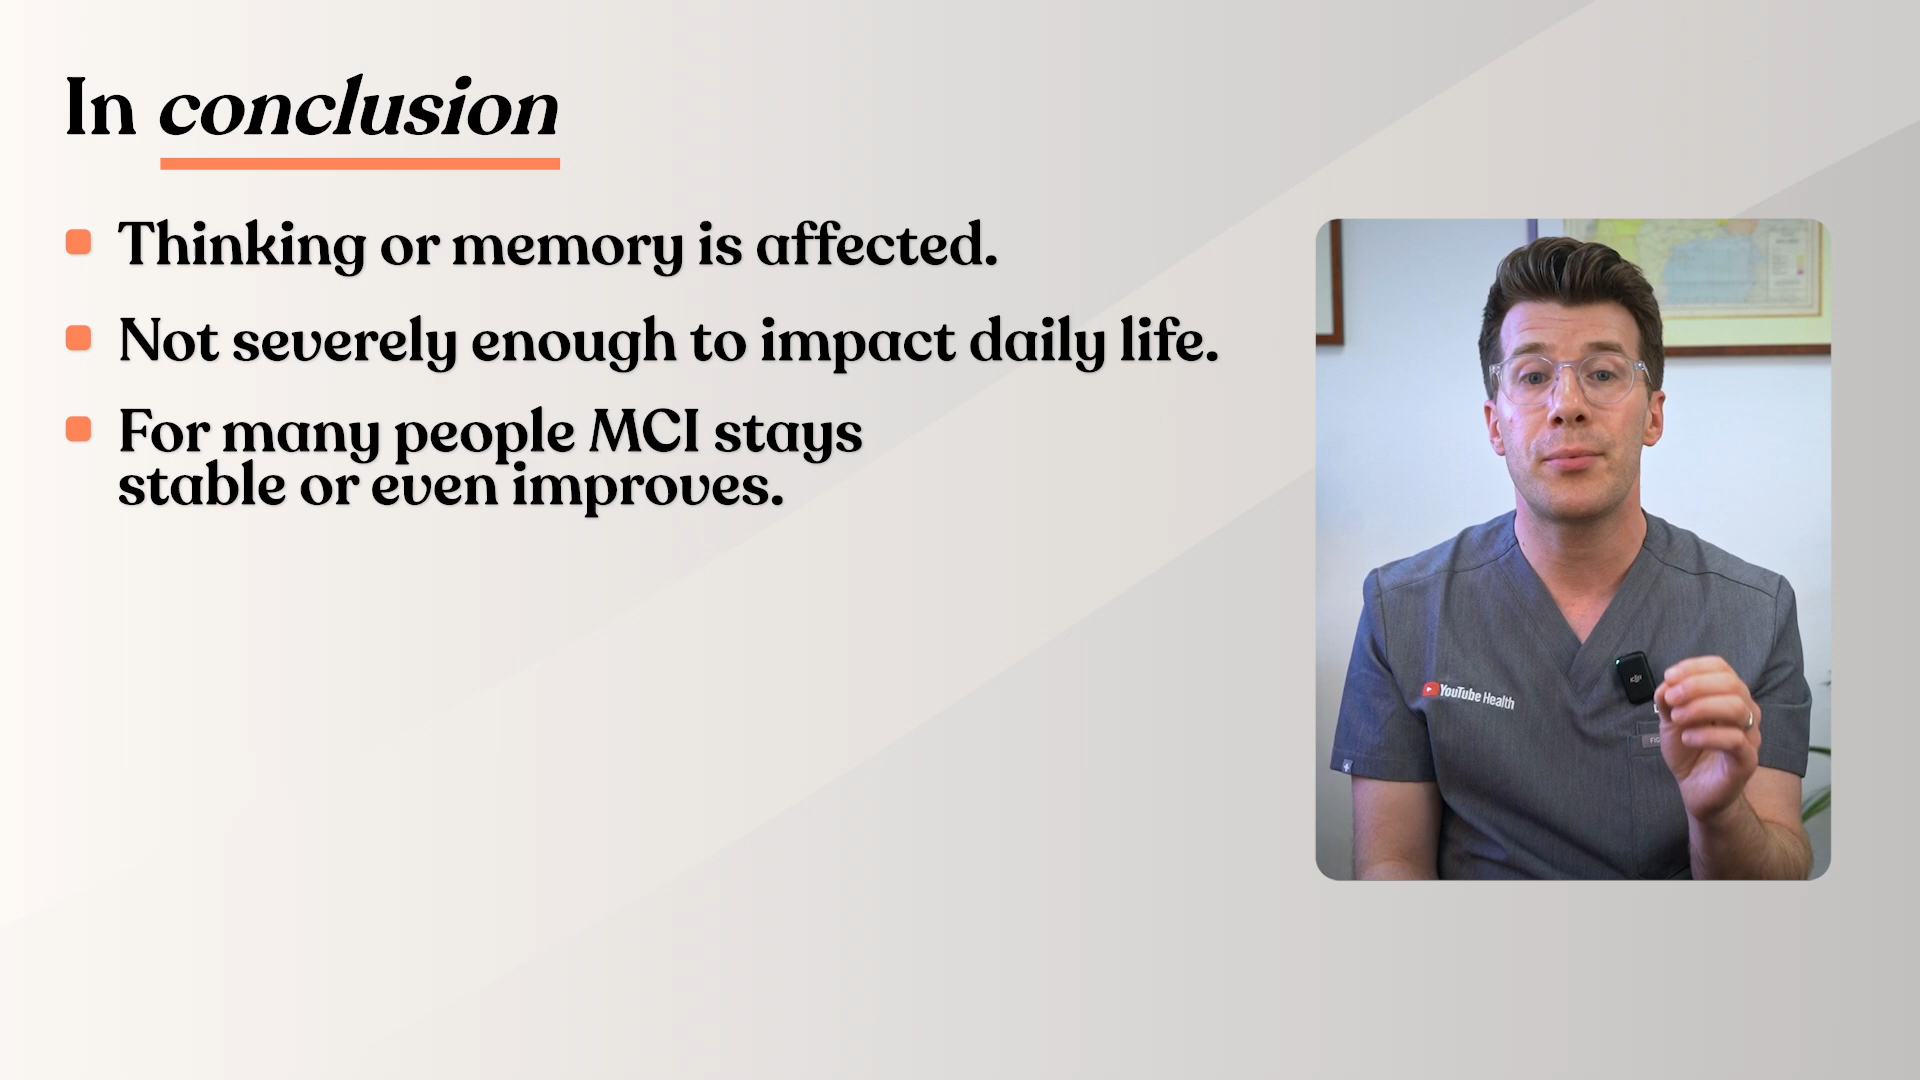 In conclusion
Thinking or memory is affected.
Not severely enough to impact daily life.
For many people MCI stays
stable or even improves.
YouTube Health